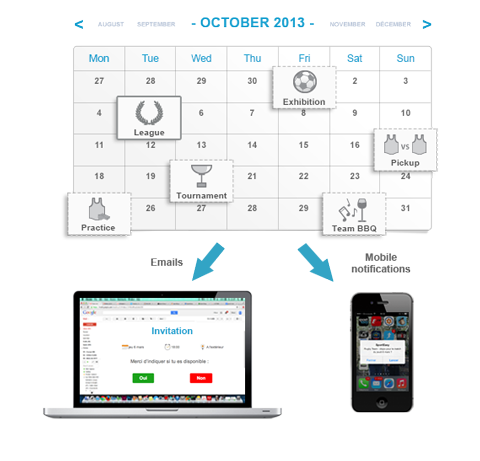 < AUGUST SEPTEMBER - OCTOBER 2013 - NOVEMBER DÉCEMBER >
Mon Tue Wed Thu Fri Sat Sun
27 28 29 30 2 3
Exhibition
4 6 7 8 9 10
League
11 12 13 14 15 16
VS
Pickup
18 19 21 22 23 24
Tournament
26 27 28 29 31
Practice
Team BBQ
Emails
Mobile
notifications
Google
Invitation
Merci d'indiquer si tu es disponible :
Oui Non